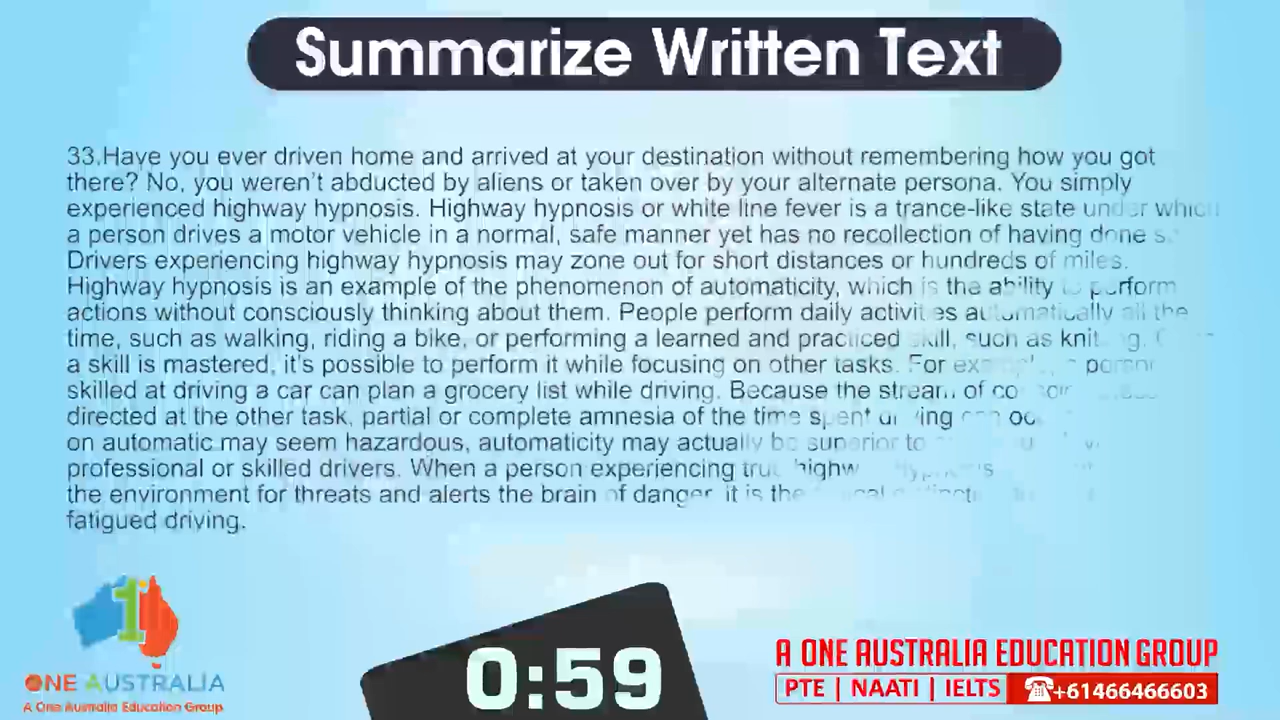 Summarize Written Text
33.Have you ever driven home and arrived at your destination without remembering how you got
there? No, you weren't abducted by aliens or taken over by your alternate persona. You simply
experienced highway hypnosis. Highway hypnosis or white line fever is a trance-like state under which
a person drives a motor vehicle in a normal, safe manner yet has no recollection of having done
Drivers experiencing highway hypnosis may zone out for short distances or hundreds of miles.
Highway hypnosis is an example of the phenomenon of automaticity, which is the ability to perform
actions without consciously thinking about them. People perform daily activities automatically all the
time, such as walking, riding a bike, or performing a learned and practiced skill, such as knitting.
a skill is mastered, it's possible to perform it while focusing on other tasks. For example, a person
skilled at driving a car can plan a grocery list while driving. Because the stream of
directed at the other task, partial or complete amnesia of the time spent driving can
on automatic may seem hazardous, automaticity may actually be superior to
professional or skilled drivers. When a person experiencing true highway hypnosis
the environment for threats and alerts the brain of danger, it is the
fatigued driving.
0:59
1
ONE AUSTRALIA
A One Australia Education Group
A ONE AUSTRALIA EDUCATION GROUP
PTE | NAATI | IELTS +61466466603